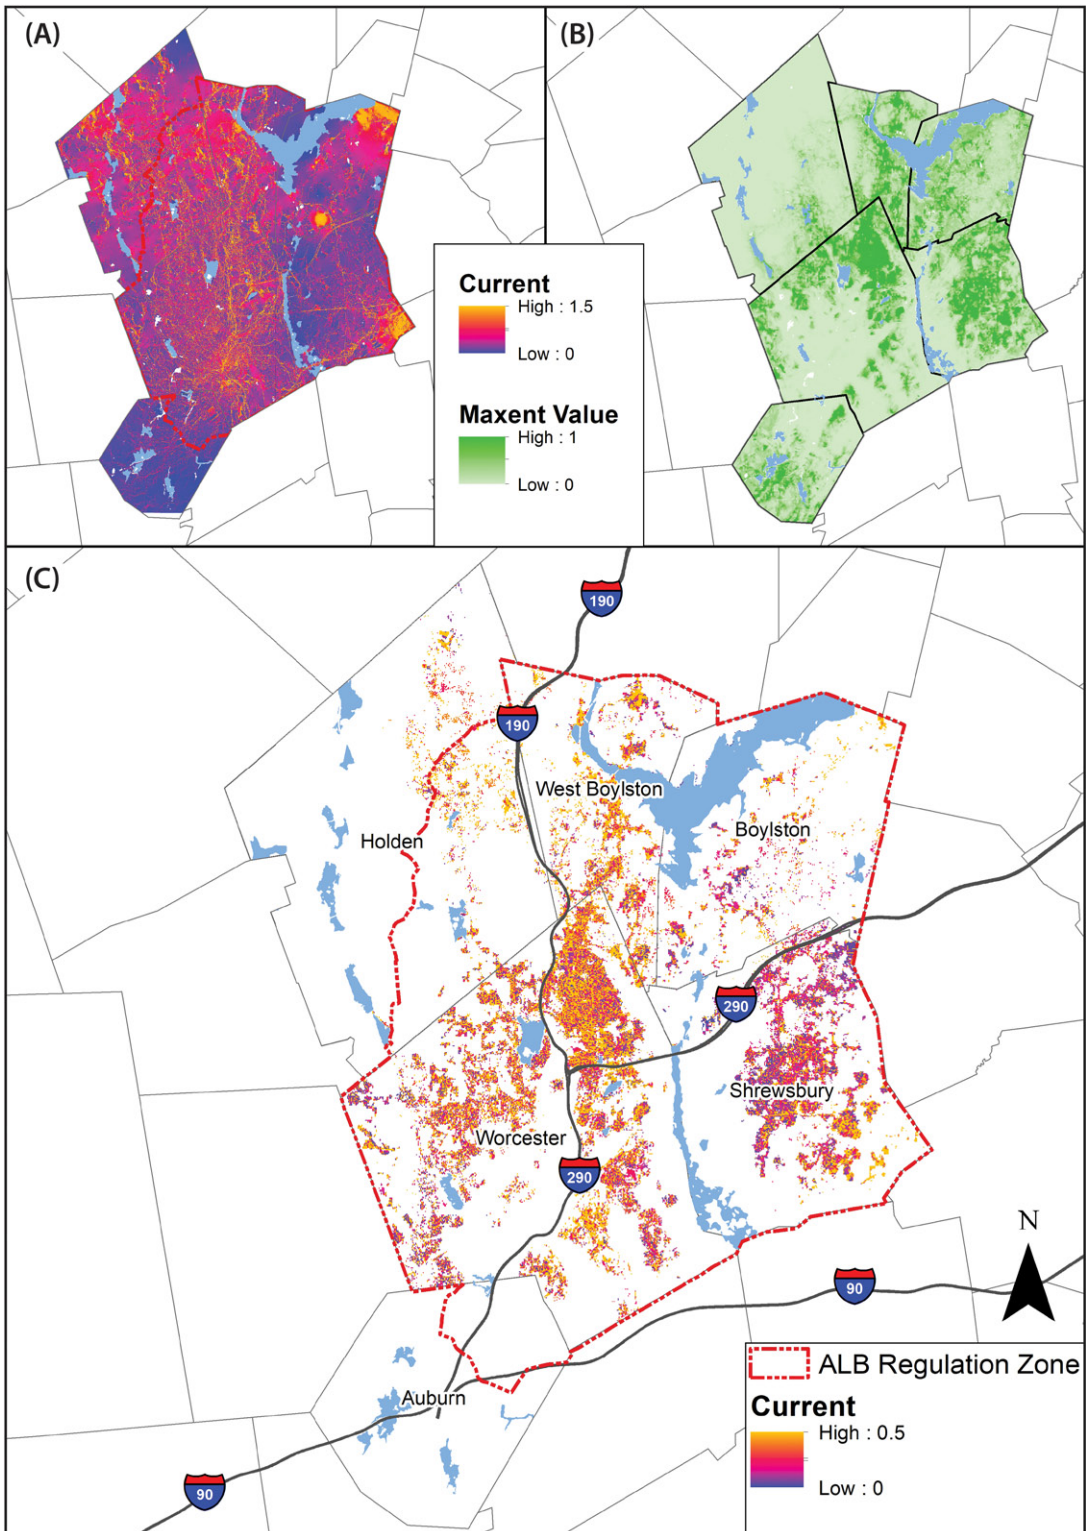 (A)
(B)
Current
High : 1.5
Low : 0
Maxent Value
High : 1
Low : 0
(C)
190
190
West Boylston
Boylston
Holden
290
Shrewsbury
Worcester
290
N
90
Auburn
90
ALB Regulation Zone
Current
High : 0.5
Low : 0